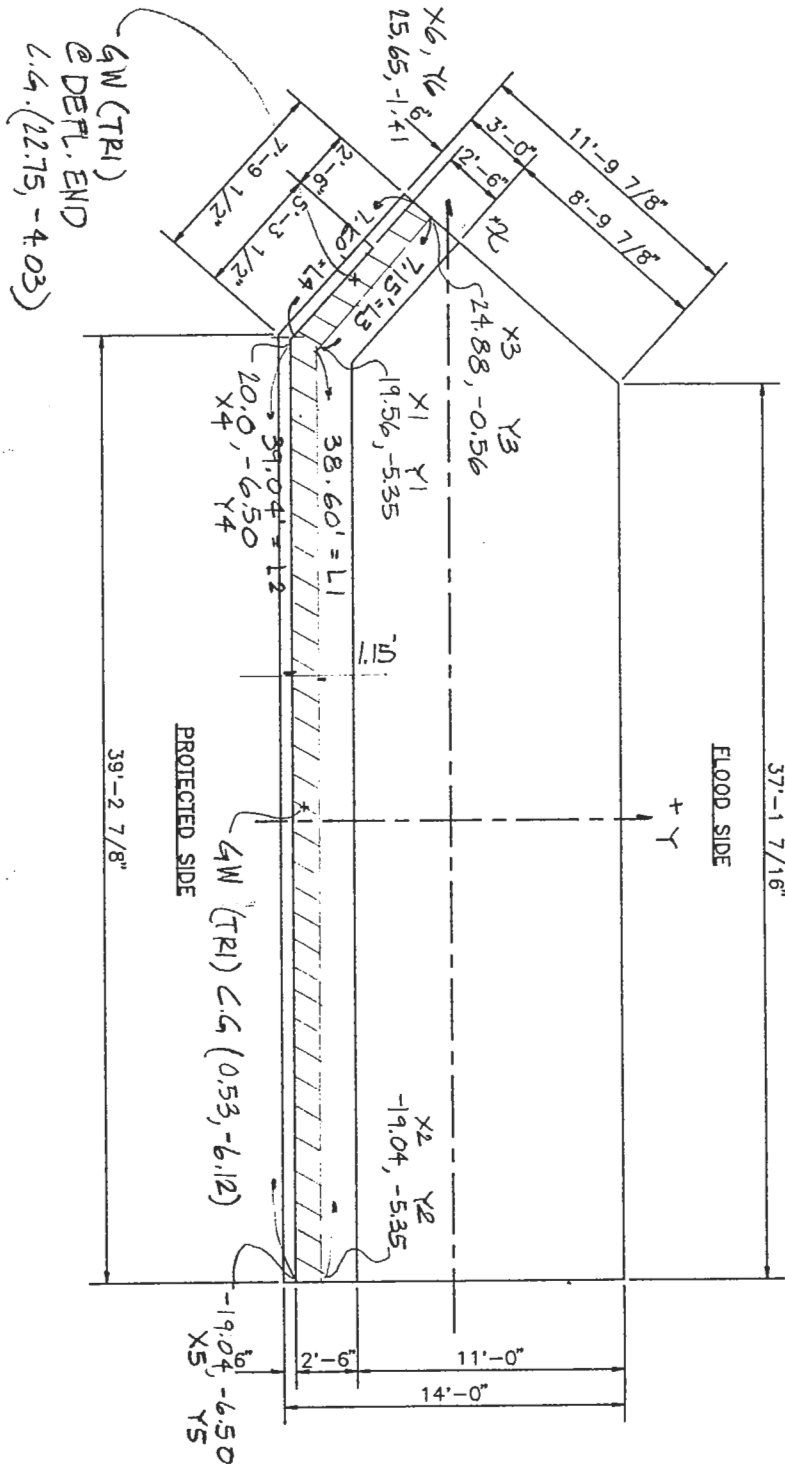 X6, Y6
25.65, -1.41
GW (TRI)
@ DEFL. END
C.G. (22.75, -4.03)
7'-9 1/2"
2'-6"
5'-3 1/2"
6"
3'-0"
2'-6"
11'-9 7/8"
8'-9 7/8"
X
7.60' = L4
7.15' = L3
X3 Y3
24.88, -0.56
X1 Y1
19.56, -5.35
20.0, -6.50
X4 Y4
38.60' = L1
39.04' = L2
1.15'
37'-1 7/16"
FLOOD SIDE
+ Y
PROTECTED SIDE
39'-2 7/8"
GW (TRI) C.G (0.53, -6.12)
X2 Y2
-19.04, -5.35
-19.04, -6.50
X5 Y5
6"
2'-6"
11'-0"
14'-0"